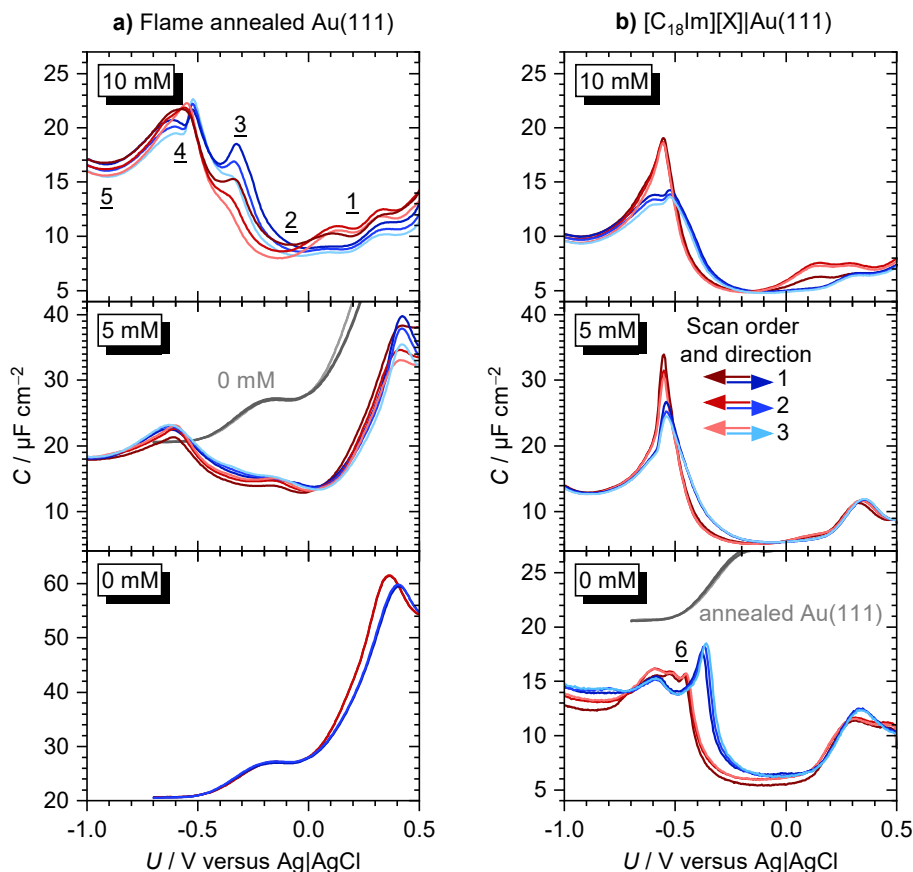 a) Flame annealed Au(111)
b) [C₁₈Im][X]|Au(111)
10 mM
25
20
15
10
5
1
2
3
4
5
10 mM
25
20
15
10
5
5 mM
40
30
20
10
0 mM
C / µF cm⁻²
5 mM
40
30
20
10
Scan order
and direction
1
2
3
C / µF cm⁻²
0 mM
60
50
40
30
20
-1.0 -0.5 0.0 0.5
U / V versus Ag|AgCl
0 mM
25
20
15
10
5
annealed Au(111)
6
-1.0 -0.5 0.0 0.5
U / V versus Ag|AgCl